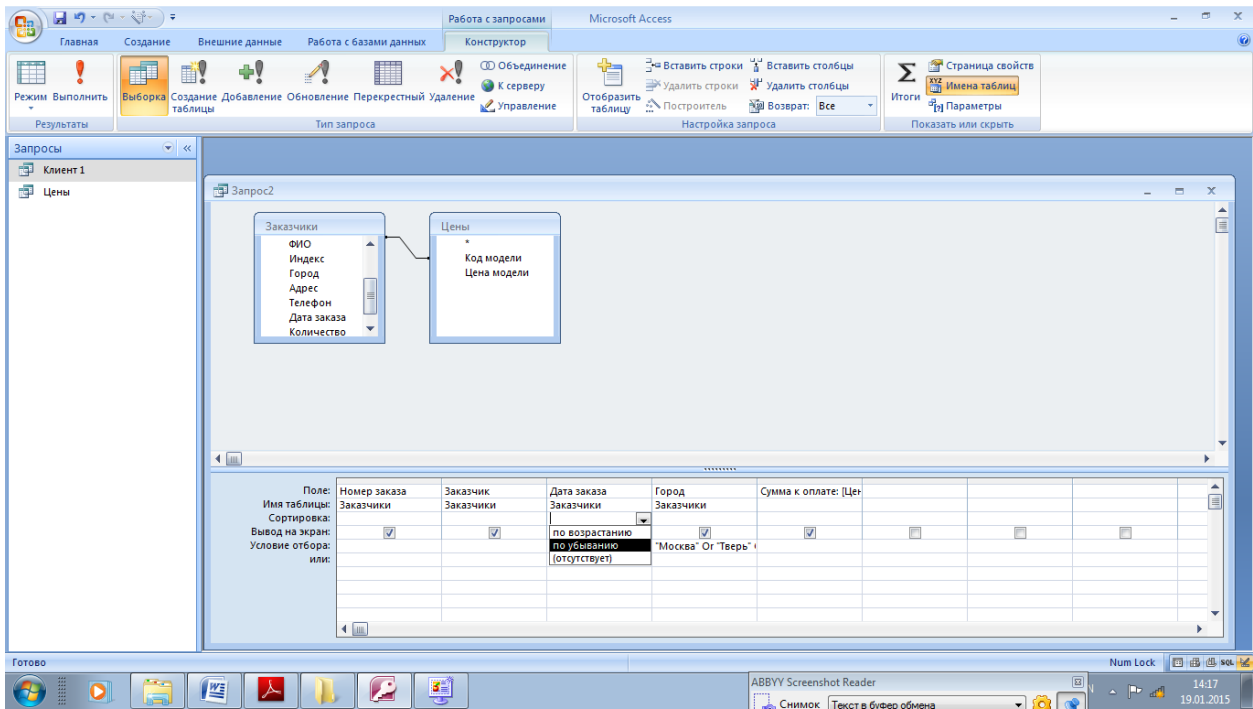 Работа с запросами Microsoft Access
Главная Создание Внешние данные Работа с базами данных Конструктор
Режим Выполнить
Результаты
Выборка Создание таблицы Добавление Обновление Перекрестный Удаление
Объединение
К серверу
Управление
Тип запроса
Отобразить таблицу
Вставить строки
Удалить строки
Построитель
Вставить столбцы
Удалить столбцы
Возврат: Все
Настройка запроса
Итоги
Страница свойств
Имена таблиц
Параметры
Показать или скрыть
Запросы
Клиент 1
Цены
Запрос2
Заказчики
ФИО
Индекс
Город
Адрес
Телефон
Дата заказа
Количество
Цены
*
Код модели
Цена модели
Поле: Номер заказа Заказчик Дата заказа Город Сумма к оплате: [Цен
Имя таблицы: Заказчики Заказчики Заказчики Заказчики
Сортировка:
Вывод на экран: по возрастанию
Условие отбора: по убыванию "Москва" Or "Тверь"
или: (отсутствует)
Готово Num Lock SQL
ABBYY Screenshot Reader
Снимок Текст в буфер обмена
14:17
19.01.2015